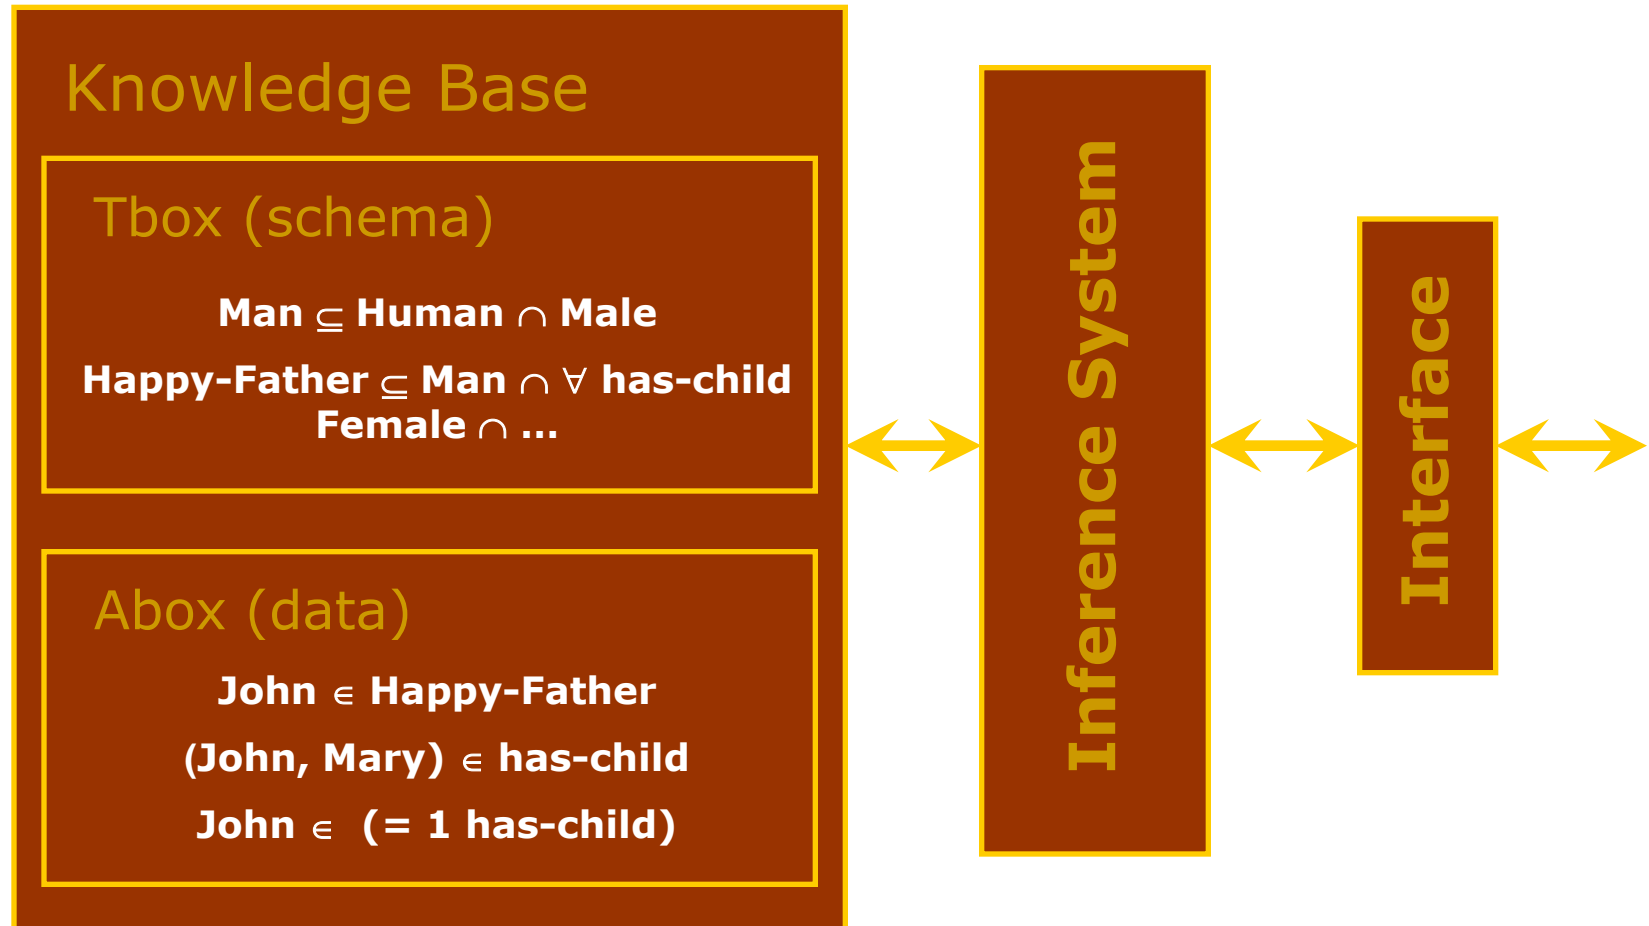 Knowledge Base
Tbox (schema)
Man ⊆ Human ∩ Male
Happy-Father ⊆ Man ∩ ∀ has-child
Female ∩ ...
Abox (data)
John ∈ Happy-Father
(John, Mary) ∈ has-child
John ∈ (= 1 has-child)
Inference System
Interface